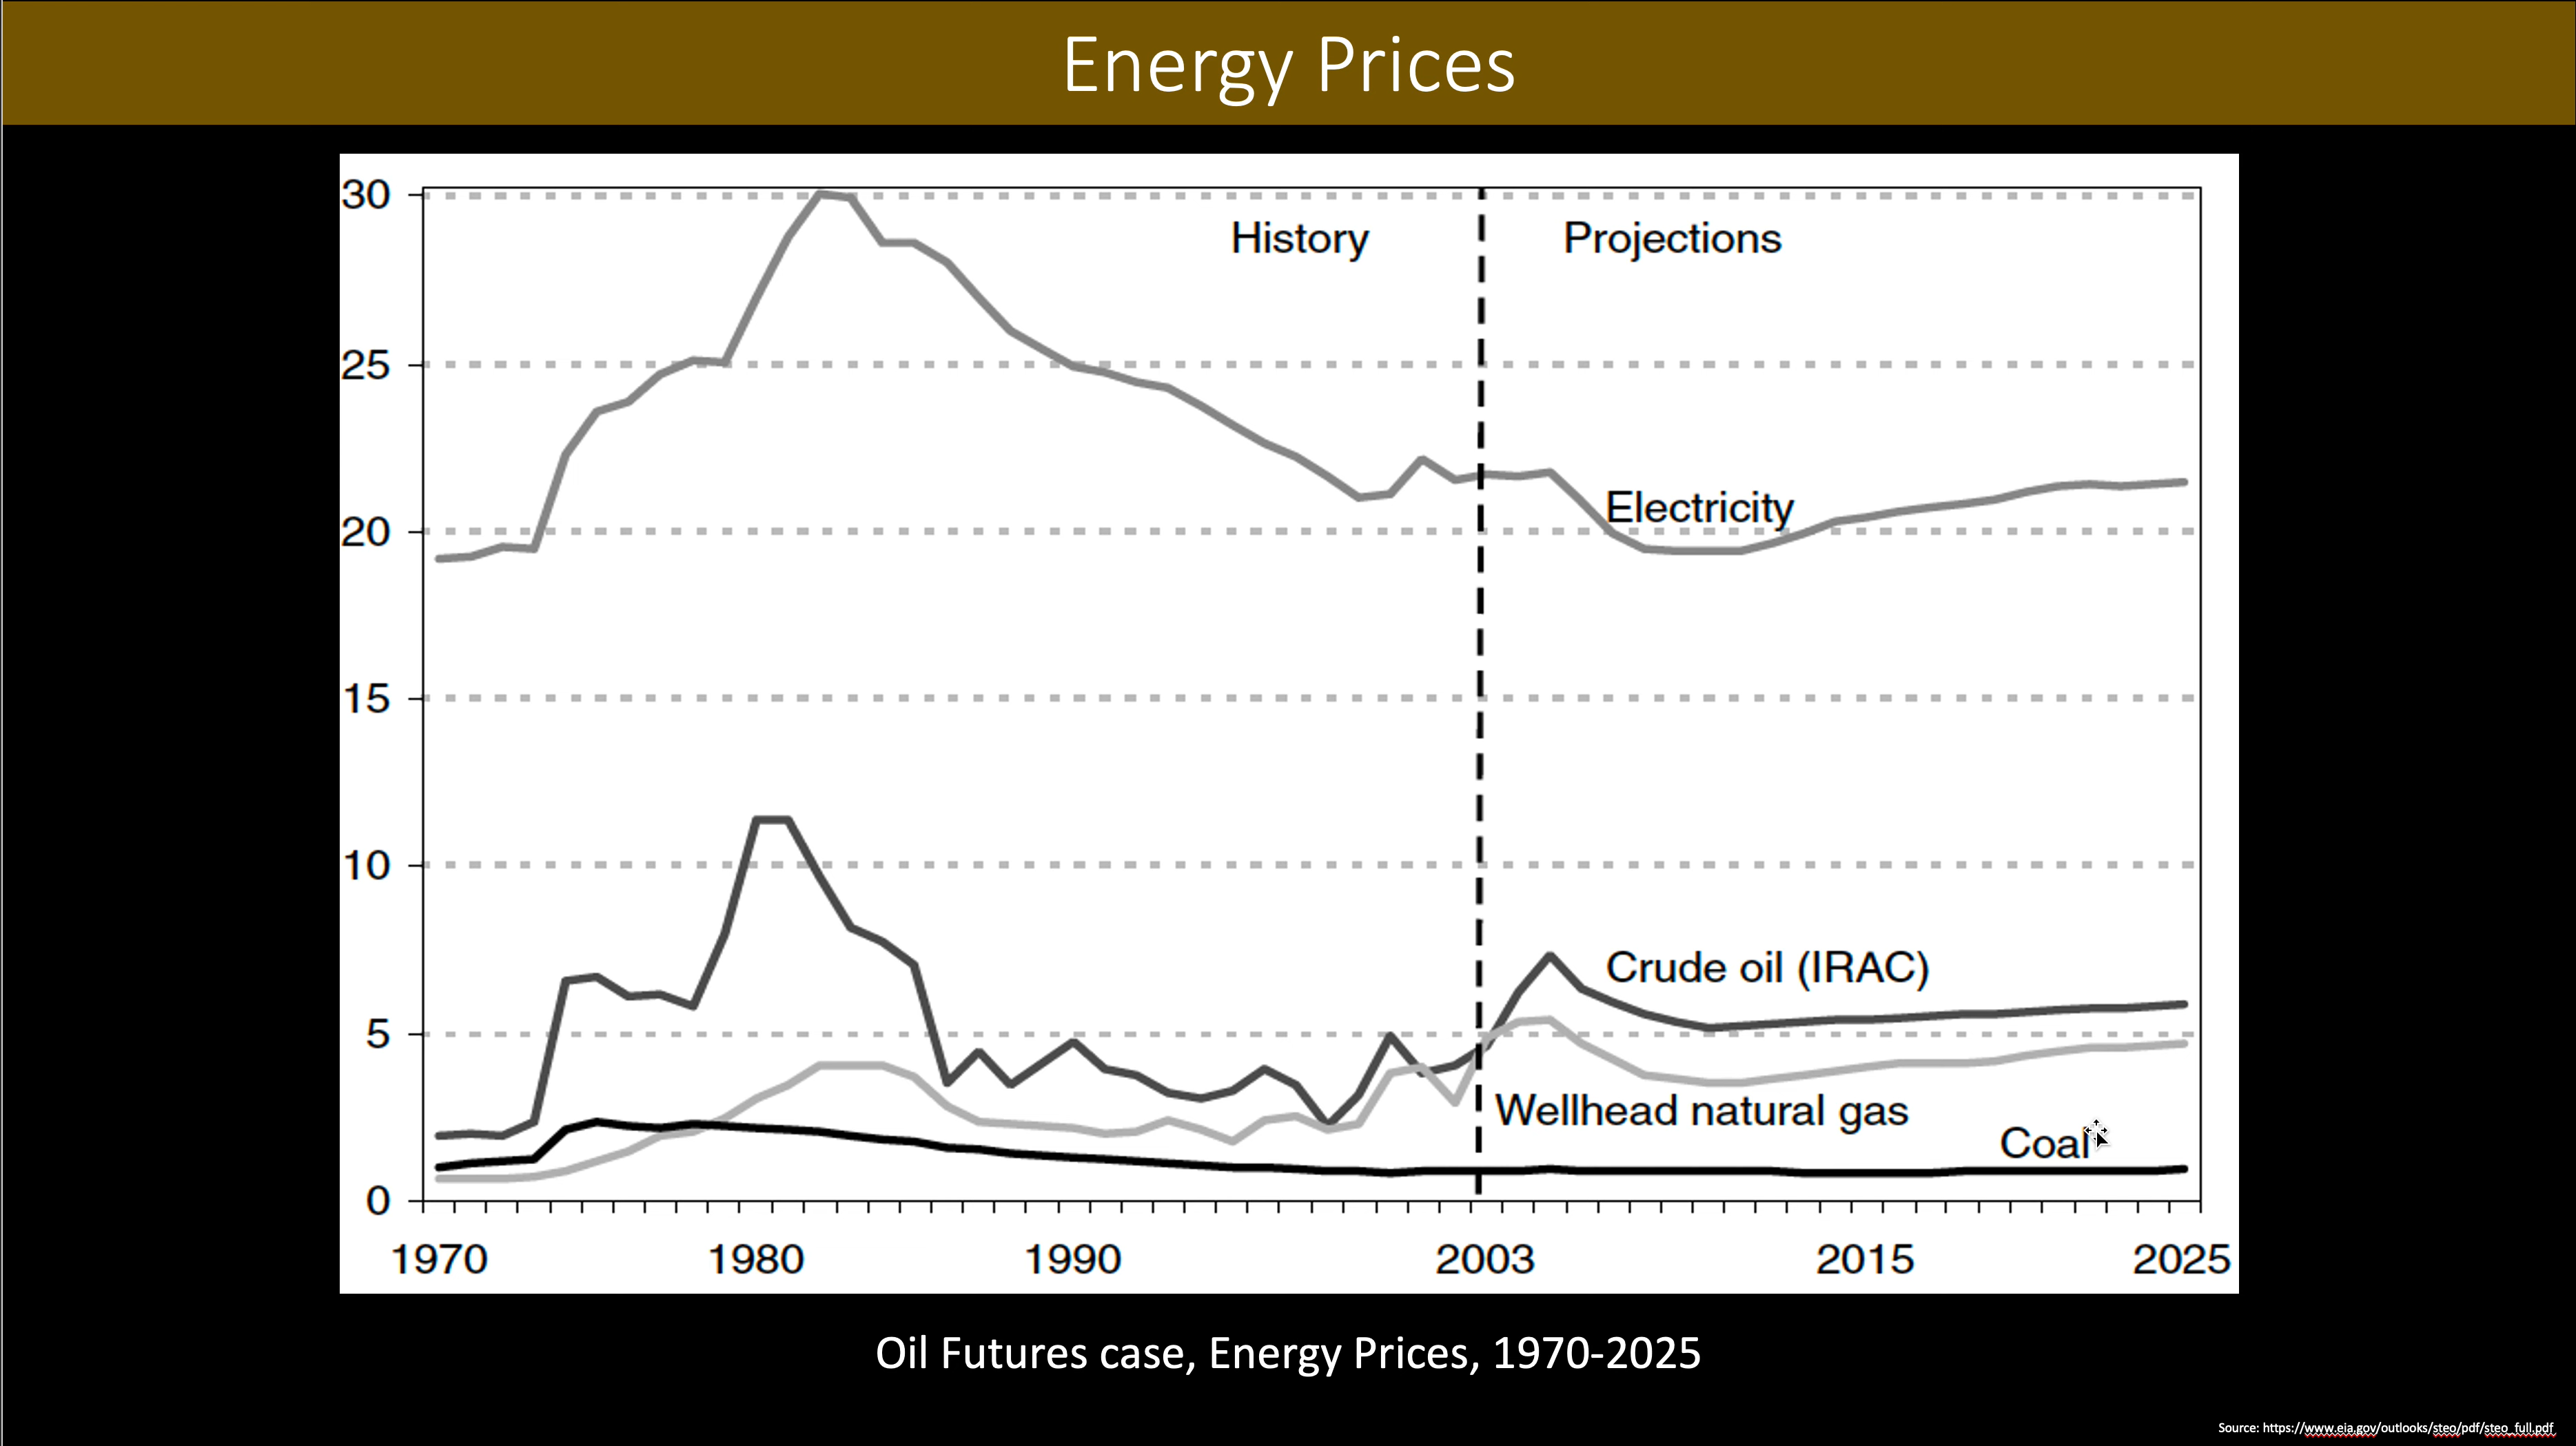 Energy Prices
30
History
Projections
25
Electricity
20
15
10
Crude oil (IRAC)
5
Wellhead natural gas
Coal
0
1970 1980 1990 2003 2015 2025
Oil Futures case, Energy Prices, 1970-2025
Source: https://www.eia.gov/outlooks/steo/pdf/steo_full.pdf